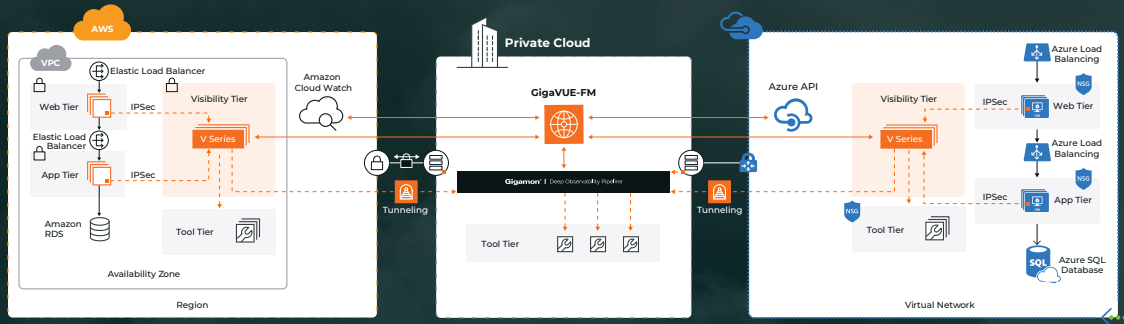 AWS
VPC
Elastic Load Balancer
Web Tier
IPSec
Elastic Load
Balancer
App Tier
IPSec
Amazon
RDS
Visibility Tier
V Series
Tool Tier
Availability Zone
Region
Amazon
Cloud Watch
Tunneling
Private Cloud
GigaVUE-FM
Gigamon® | Deep Observability Pipeline
Tool Tier
Tunneling
Azure API
Visibility Tier
V Series
Tool Tier
NSG
Azure Load
Balancing
NSG
IPSec
VM
Web Tier
Azure Load
Balancing
NSG
IPSec
VM
App Tier
SQL
Azure SQL
Database
Virtual Network